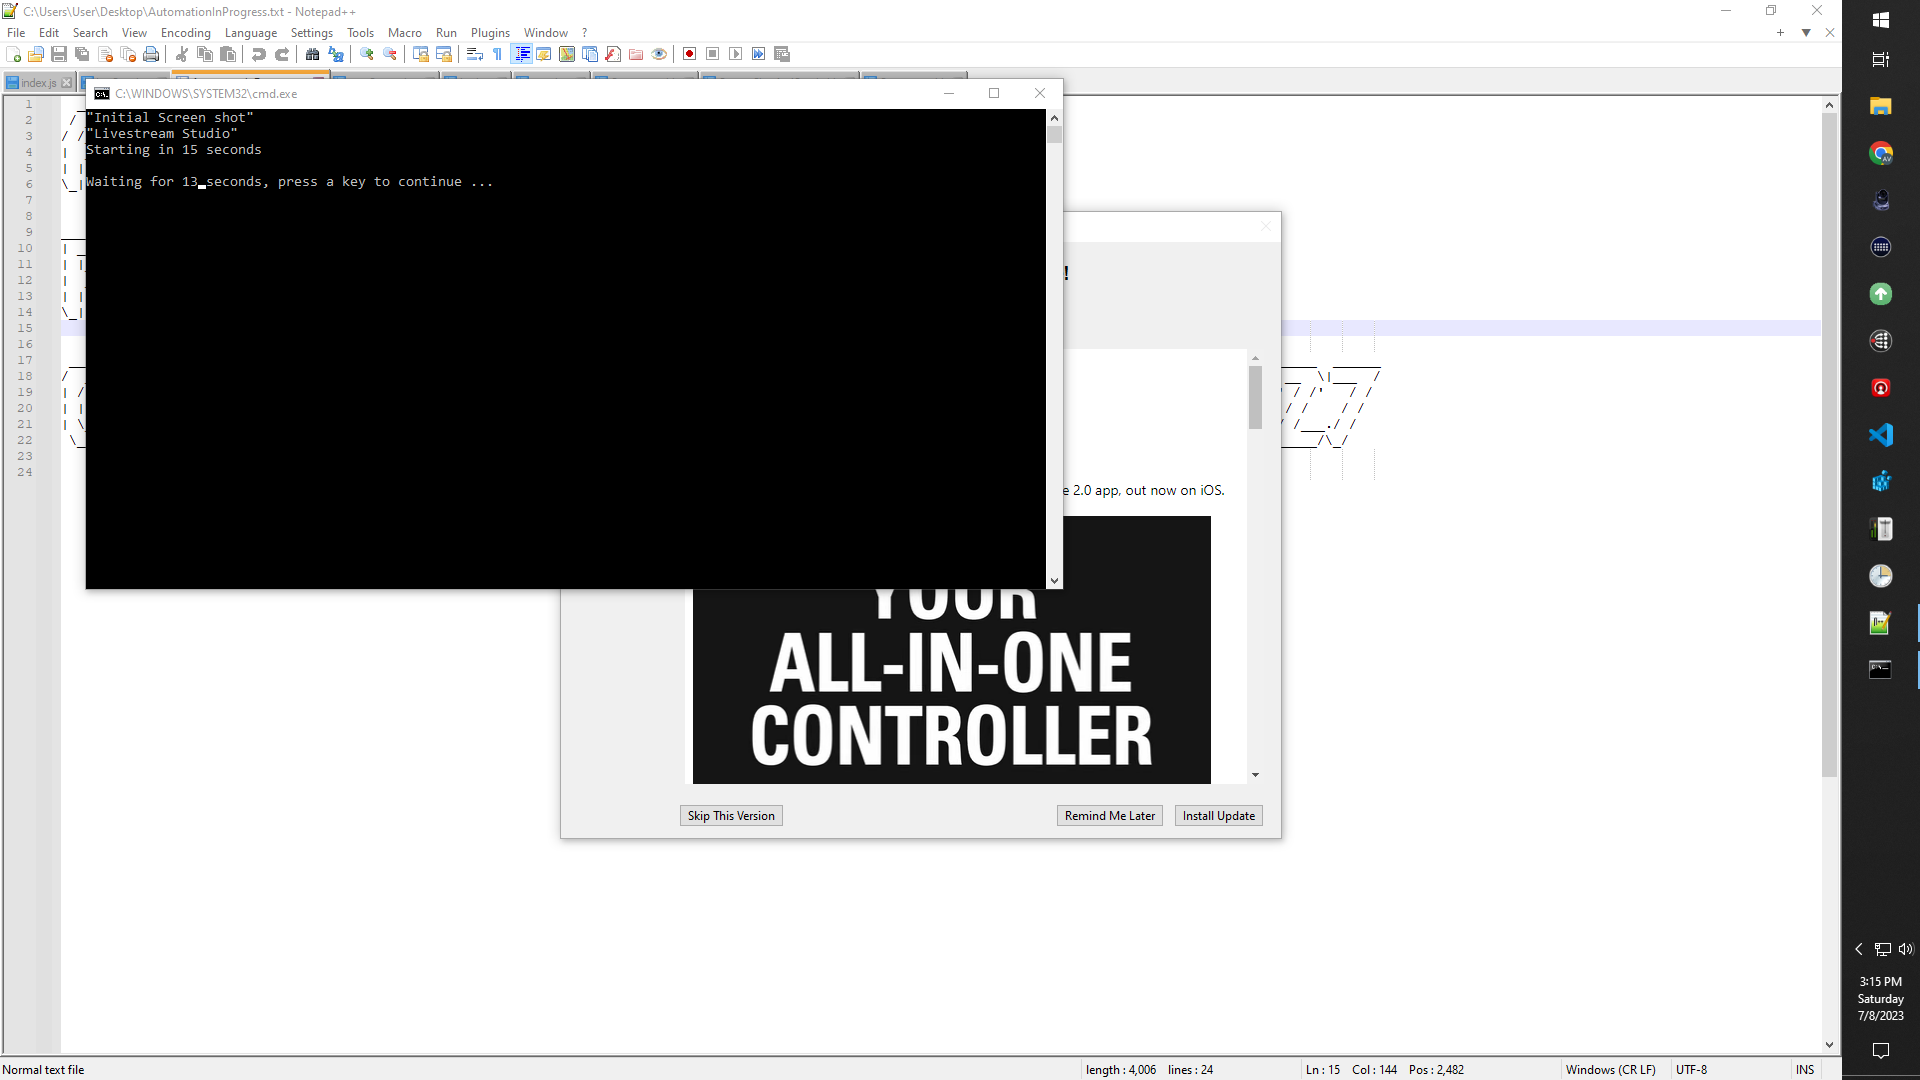 C:\Users\User\Desktop\AutomationInProgress.txt - Notepad++
File Edit Search View Encoding Language Settings Tools Macro Run Plugins Window ?
index.js
C:\WINDOWS\SYSTEM32\cmd.exe
"Initial Screen shot"
"Livestream Studio"
Starting in 15 seconds
Waiting for 13 seconds, press a key to continue ...
1
2
3
4
5
6
7
8
9
10
11
12
13
14
15
16
17
18
19
20
21
22
23
24
!
e 2.0 app, out now on iOS.
YOUR
ALL-IN-ONE
CONTROLLER
Skip This Version Remind Me Later Install Update
3:15 PM
Saturday
7/8/2023
Normal text file length : 4,006 lines : 24 Ln : 15 Col : 144 Pos : 2,482 Windows (CR LF) UTF-8 INS